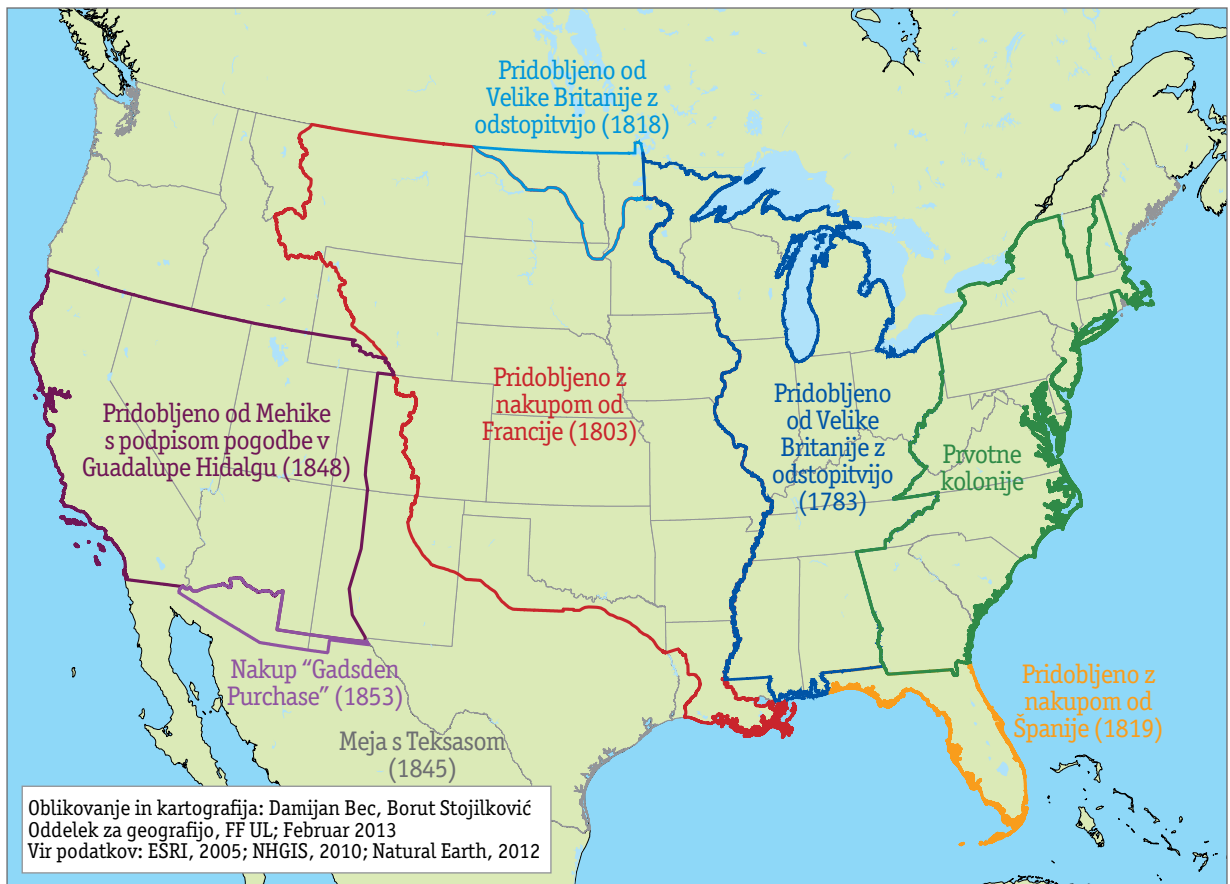 Pridobljeno od
Velike Britanije z
odstopitvijo (1818)
Pridobljeno od Mehike
s podpisom pogodbe v
Guadalupe Hidalgu (1848)
Pridobljeno z
nakupom od
Francije (1803)
Pridobljeno
od Velike
Britanije z
odstopitvijo
(1783)
Prvotne
kolonije
Nakup “Gadsden
Purchase” (1853)
Meja s Teksasom
(1845)
Pridobljeno z
nakupom od
Španije (1819)
Oblikovanje in kartografija: Damijan Bec, Borut Stojilković
Oddelek za geografijo, FF UL; Februar 2013
Vir podatkov: ESRI, 2005; NHGIS, 2010; Natural Earth, 2012